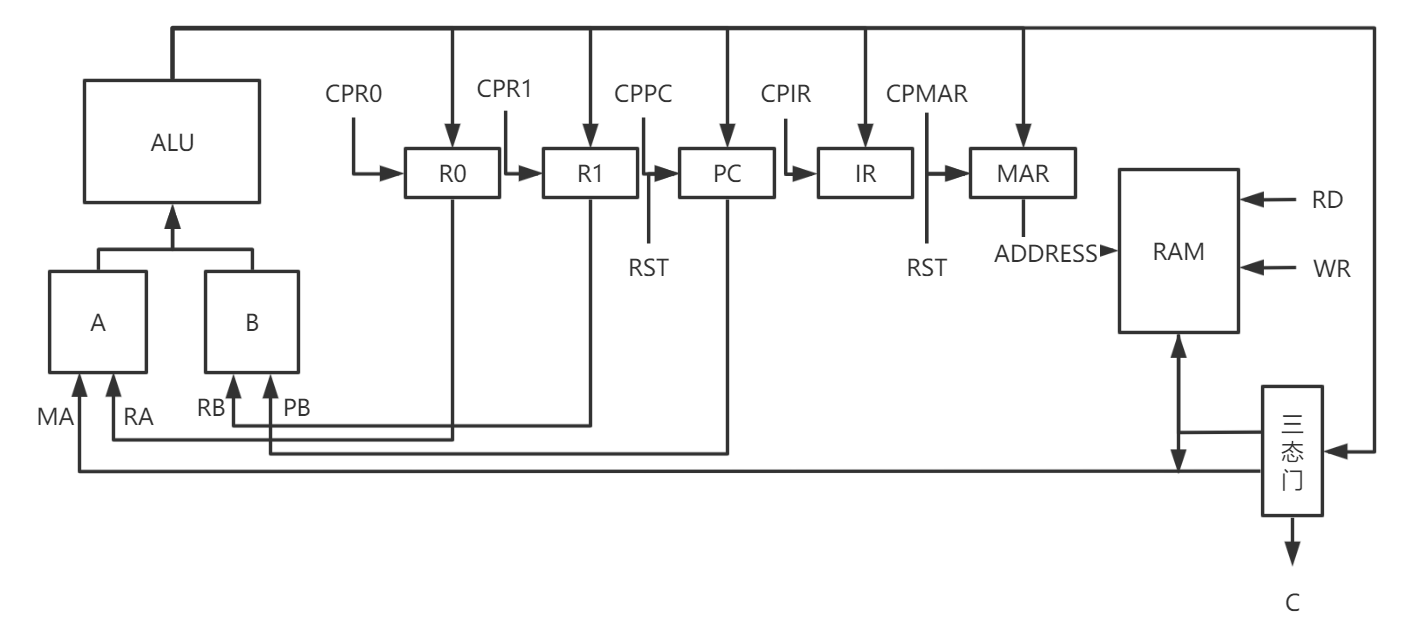 CPR0
CPR1
CPPC
CPIR
CPMAR
ALU
R0
R1
PC
IR
MAR
RD
RST
RST
ADDRESS
RAM
WR
A
B
MA
RA
RB
PB
三
态
门
C